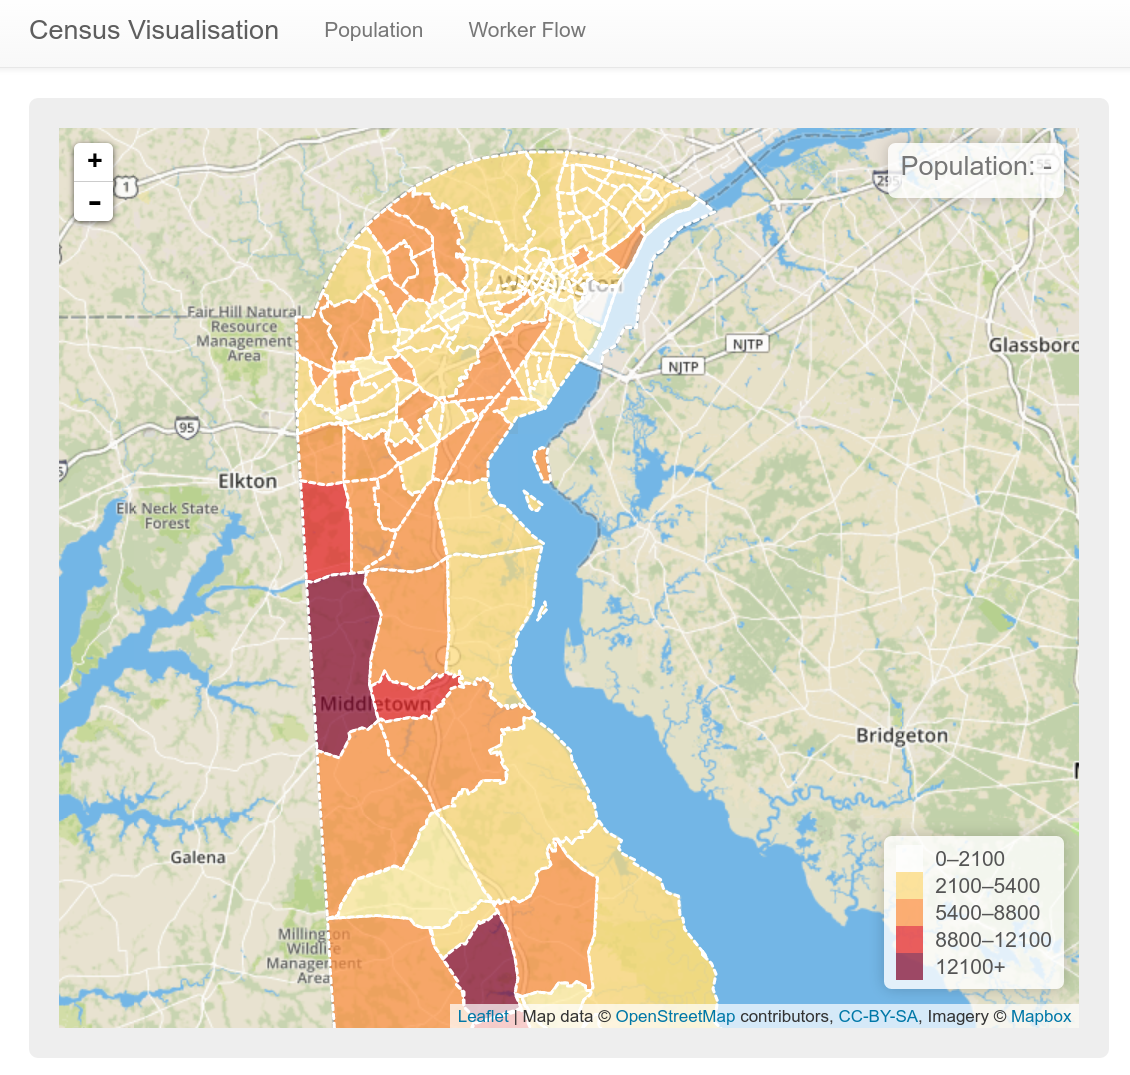 Census Visualisation Population Worker Flow
+
-
1
Population: -
295
Wilmington
Fair Hill Natural
Resource
Management
Area
NJTP
Glassboro
NJTP
95
Elkton
Elk Neck State
Forest
Middletown
Bridgeton
Galena
Millington
Wildlife
Management
Area
0–2100
2100–5400
5400–8800
8800–12100
12100+
Leaflet | Map data © OpenStreetMap contributors, CC-BY-SA, Imagery © Mapbox